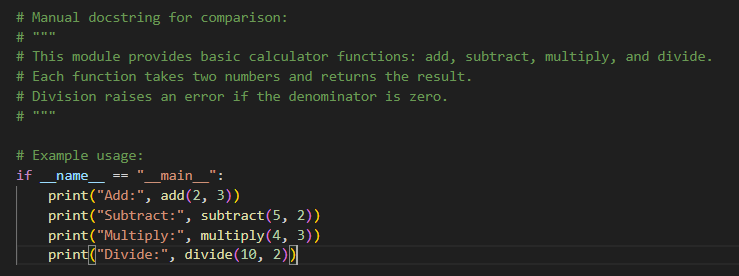 # Manual docstring for comparison:
# """
# This module provides basic calculator functions: add, subtract, multiply, and divide.
# Each function takes two numbers and returns the result.
# Division raises an error if the denominator is zero.
# """

# Example usage:
if __name__ == "__main__":
    print("Add:", add(2, 3))
    print("Subtract:", subtract(5, 2))
    print("Multiply:", multiply(4, 3))
    print("Divide:", divide(10, 2))